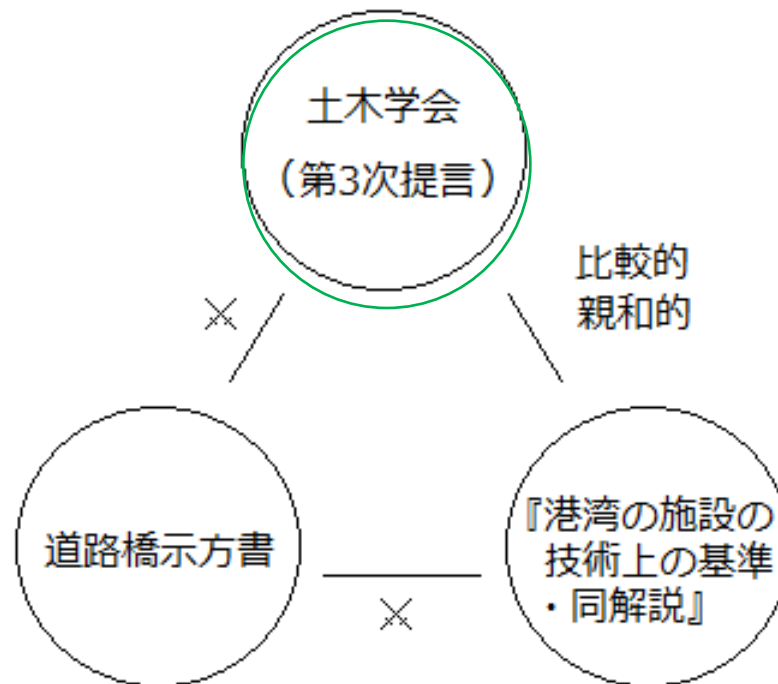 土木学会
（第3次提言）
比較的
親和的
⚔
道路橋示方書
『港湾の施設の
技術上の基準
・同解説』
⚔